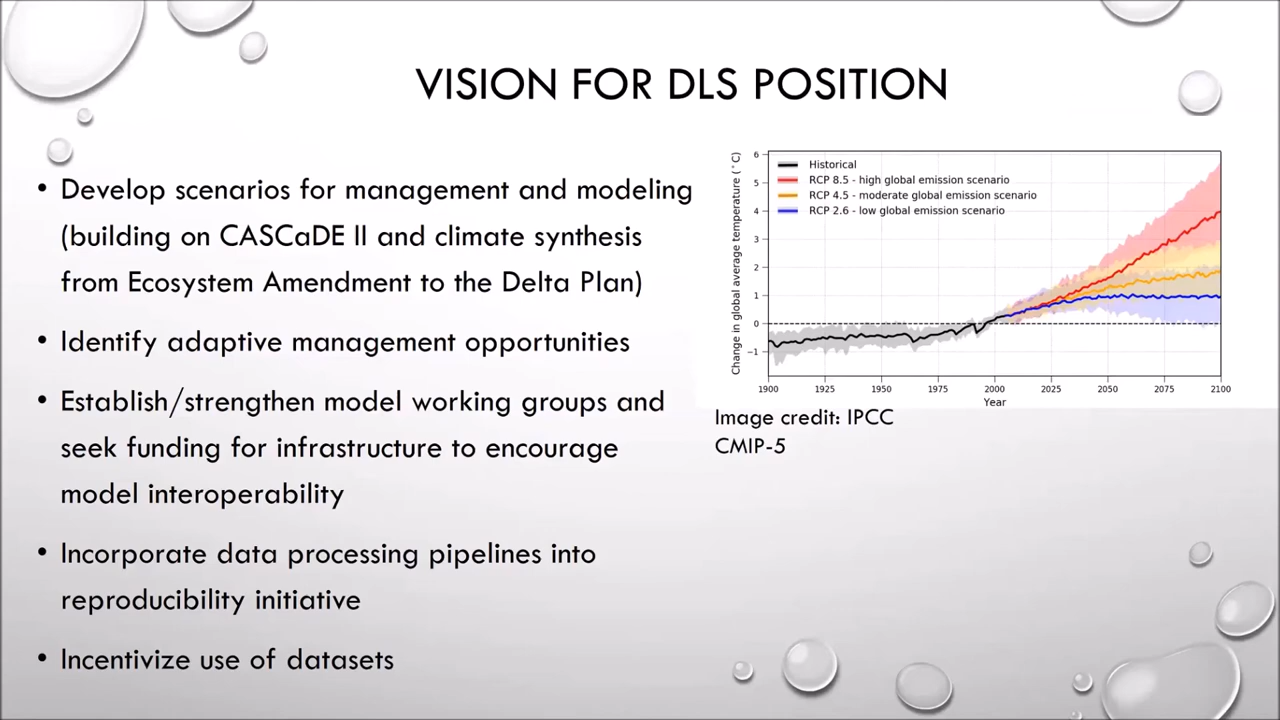 VISION FOR DLS POSITION
• Develop scenarios for management and modeling
(building on CASCaDE II and climate synthesis
from Ecosystem Amendment to the Delta Plan)
• Identify adaptive management opportunities
• Establish/strengthen model working groups and
seek funding for infrastructure to encourage
model interoperability
• Incorporate data processing pipelines into
reproducibility initiative
• Incentivize use of datasets
Change in global average temperature (°C)
6
5
4
3
2
1
0
−1
Historical
RCP 8.5 - high global emission scenario
RCP 4.5 - moderate global emission scenario
RCP 2.6 - low global emission scenario
1900 1925 1950 1975 2000 2025 2050 2075 2100
Year
Image credit: IPCC
CMIP-5